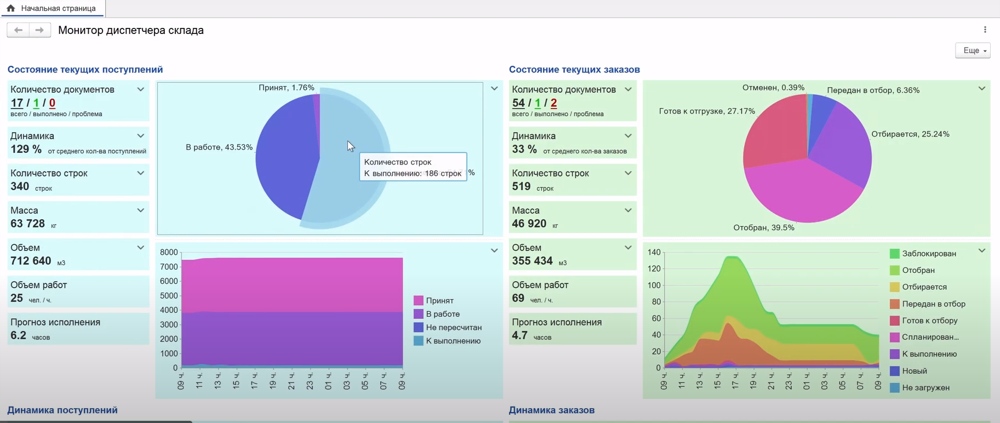 Начальная страница
Монитор диспетчера склада
Еще
Состояние текущих поступлений
Количество документов
17 / 1 / 0
всего / выполнено / проблема
Динамика
129 % от среднего кол-ва поступлений
Количество строк
340 строк
Масса
63 728 кг
Объем
712 640 м3
Объем работ
25 чел. / ч.
Прогноз исполнения
6.2 часов
Принят, 1.76%
В работе, 43.53%
Количество строк
К выполнению: 186 строк
%
8000
7000
6000
5000
4000
3000
2000
1000
0
09 ч. 11 ч. 13 ч. 15 ч. 17 ч. 19 ч. 21 ч. 23 ч. 01 ч. 03 ч. 05 ч. 07 ч. 09 ч.
Принят
В работе
Не пересчитан
К выполнению
Состояние текущих заказов
Количество документов
54 / 1 / 2
всего / выполнено / проблема
Динамика
33 % от среднего кол-ва заказов
Количество строк
519 строк
Масса
46 920 кг
Объем
355 434 м3
Объем работ
69 чел. / ч.
Прогноз исполнения
4.7 часов
Отменен, 0.39%
Передан в отбор, 6.36%
Готов к отгрузке, 27.17%
Отбирается, 25.24%
Отобран, 39.5%
140
120
100
80
60
40
20
0
09 ч. 11 ч. 13 ч. 15 ч. 17 ч. 19 ч. 21 ч. 23 ч. 01 ч. 03 ч. 05 ч. 07 ч. 09 ч.
Заблокирован
Отобран
Отбирается
Передан в отбор
Готов к отбору
Спланирован...
К выполнению
Новый
Не загружен
Динамика поступлений
Динамика заказов